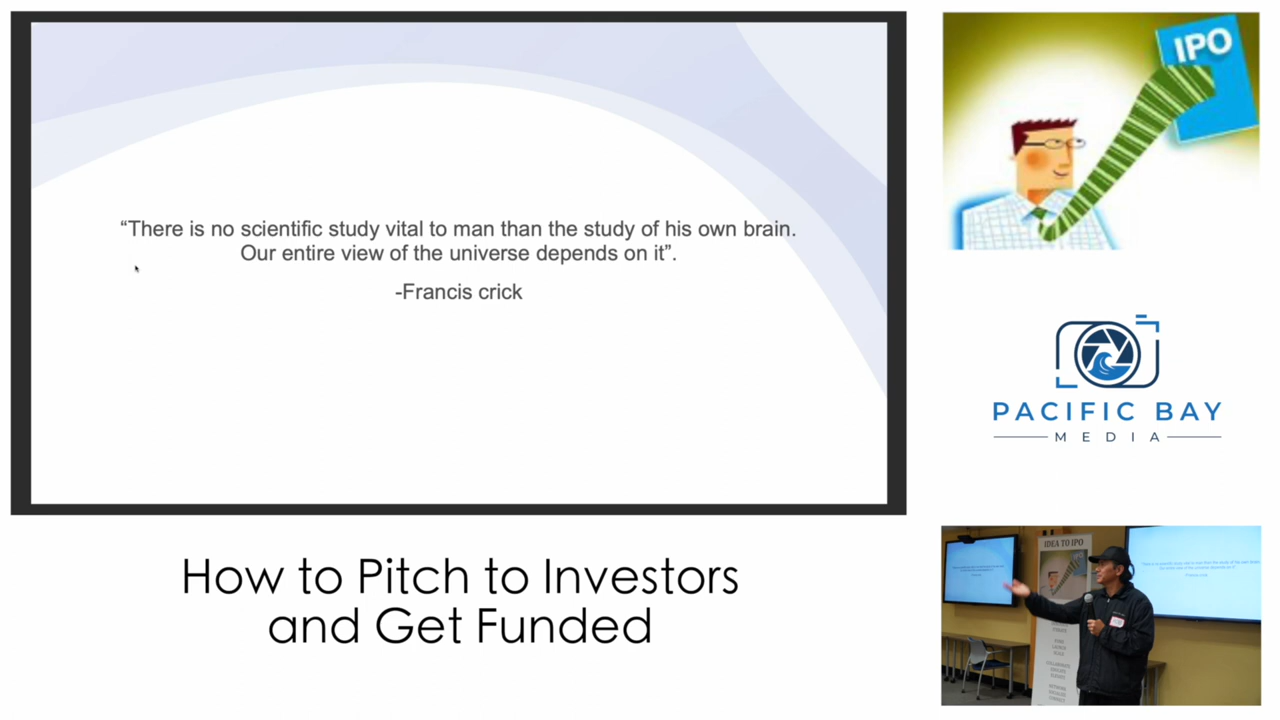 “There is no scientific study vital to man than the study of his own brain.
Our entire view of the universe depends on it”.
-Francis crick
How to Pitch to Investors
and Get Funded
IPO
PACIFIC BAY
MEDIA
IDEA TO IPO